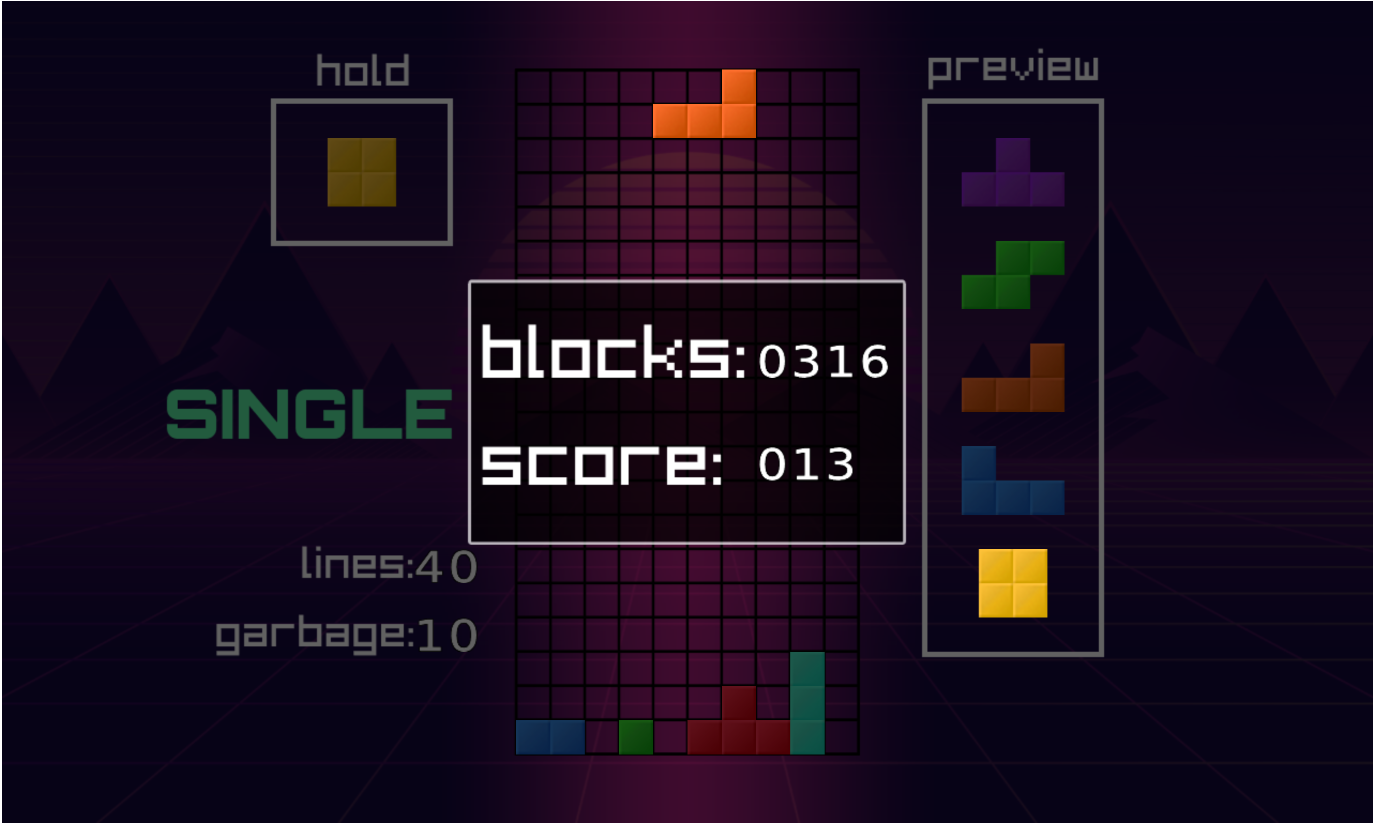 hold
preview
blocks:0316
SINGLE
score: 013
lines:40
garbage:10